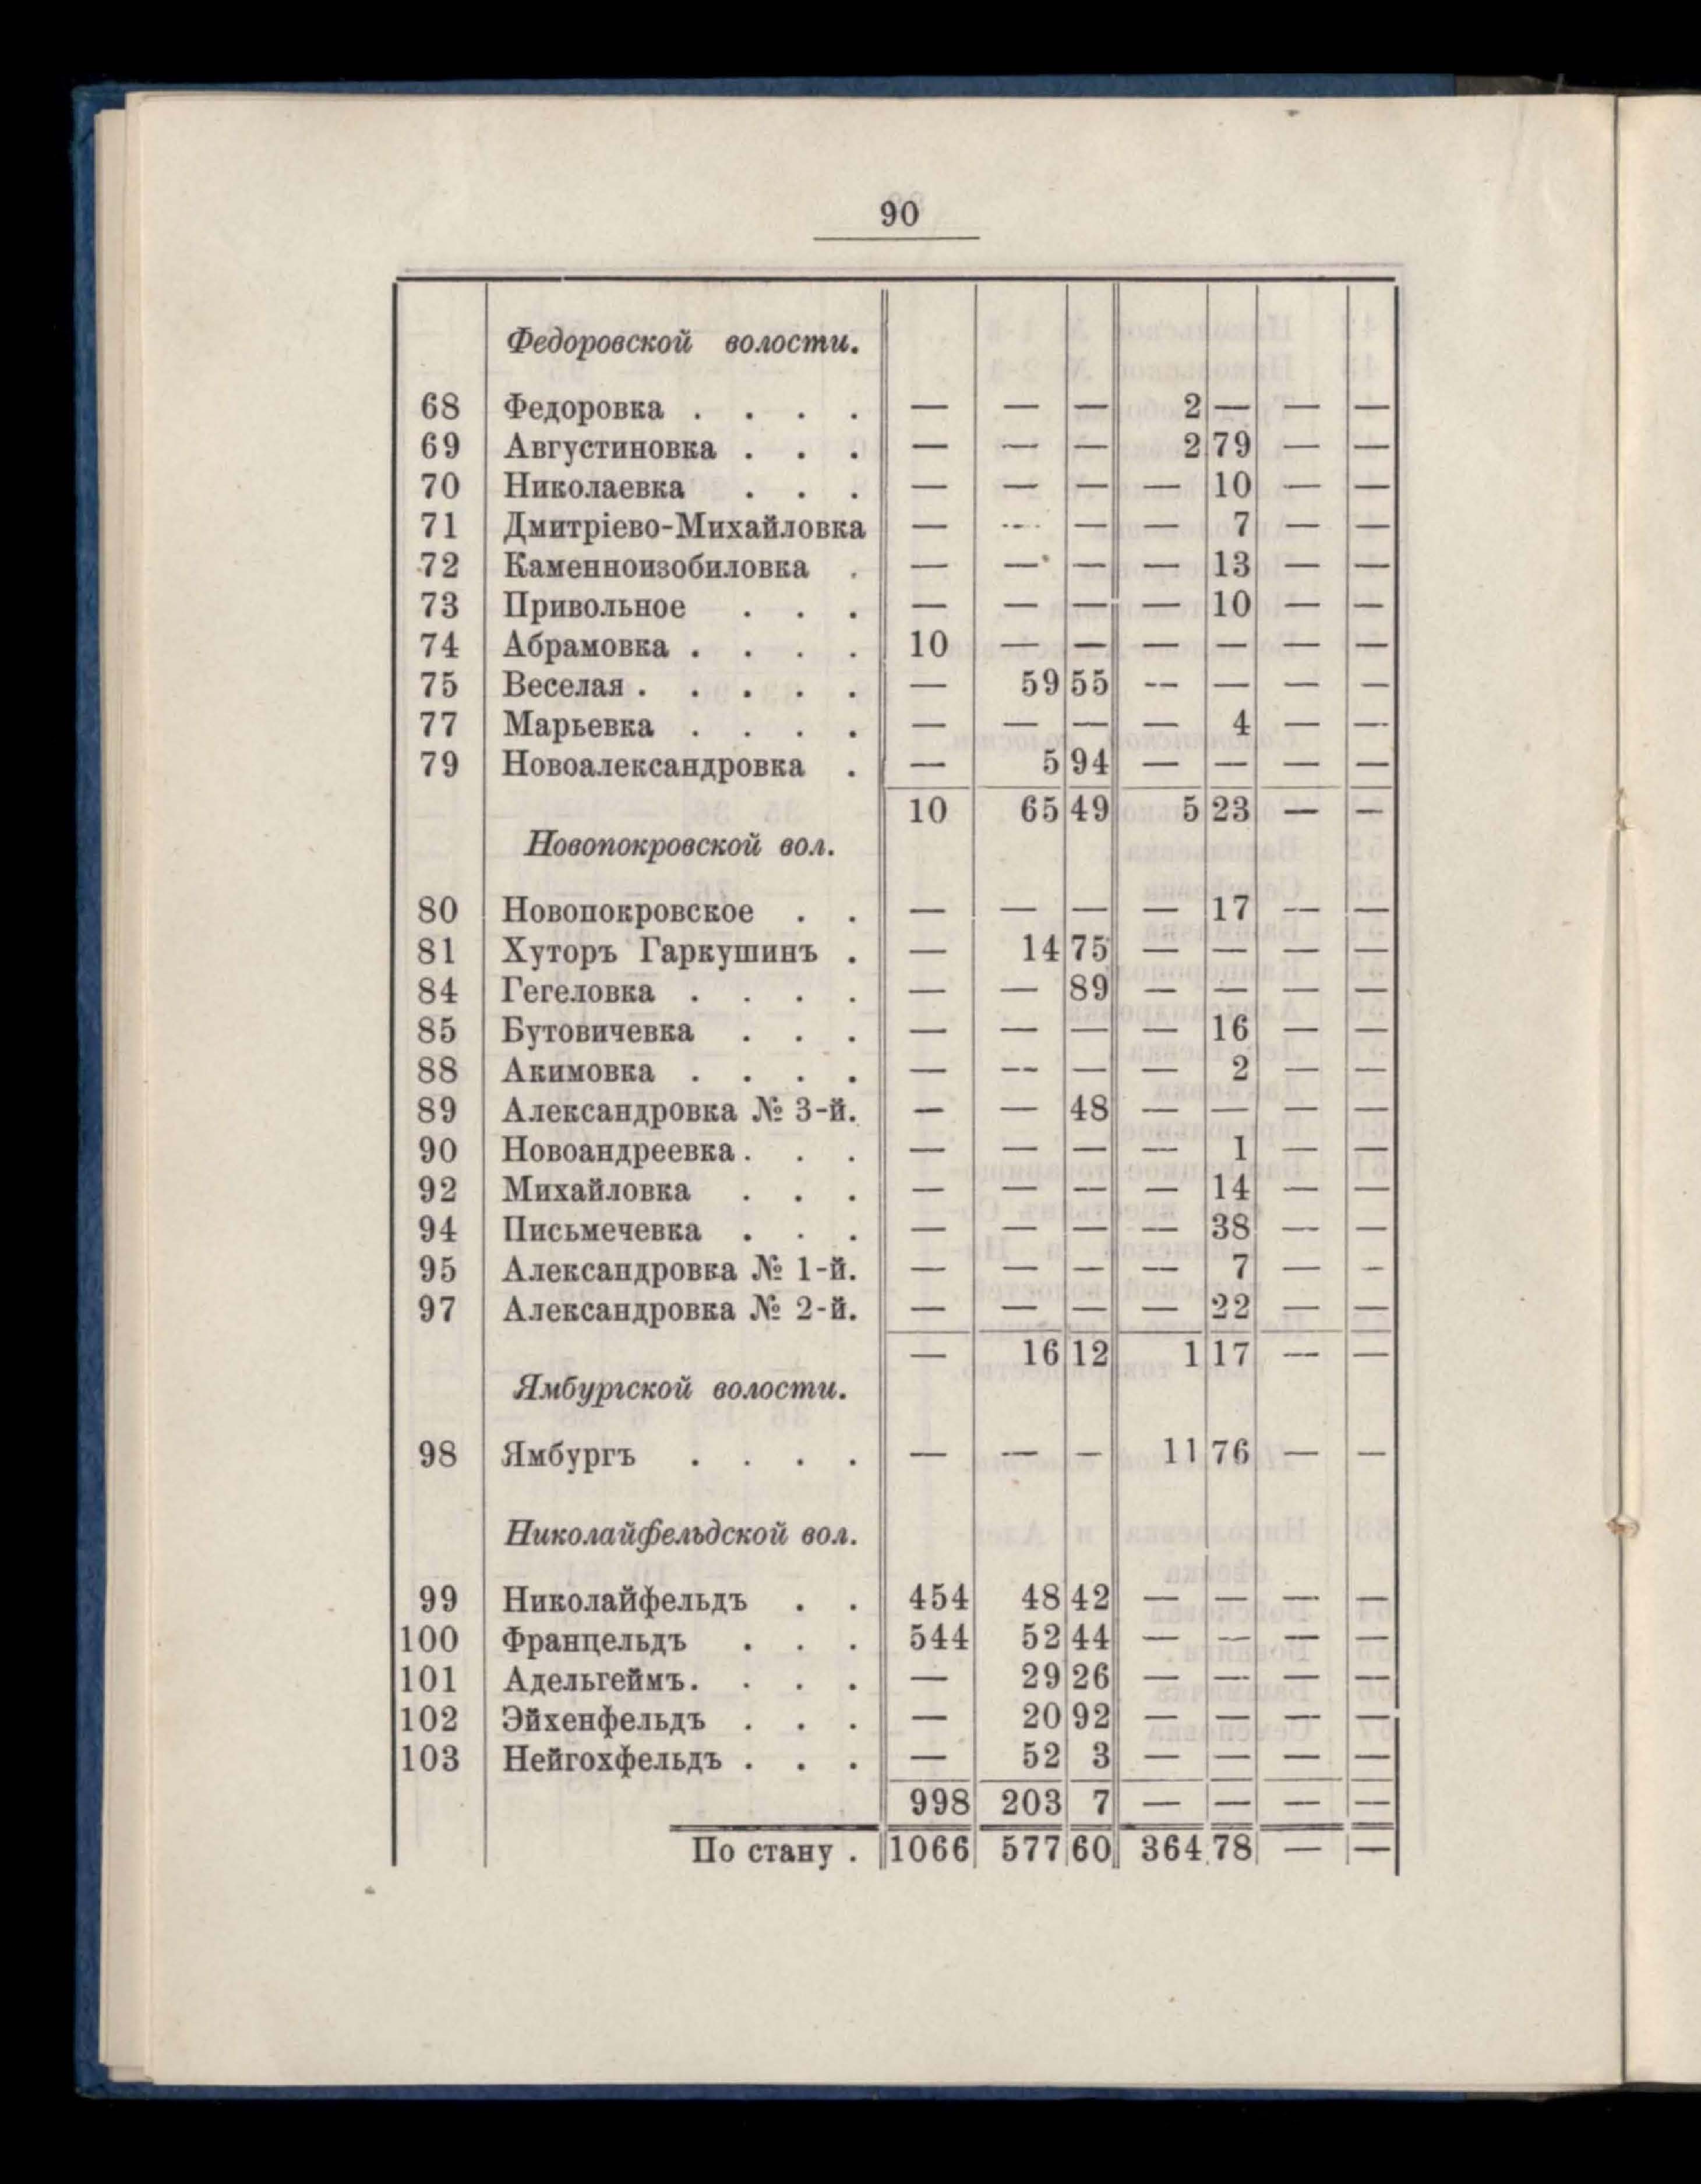 90
Федоровской волости.
68 Федоровка . . . . — — — 2 — — —
69 Августиновка . . . — — — 2 79 — —
70 Николаевка . . . — — — — 10 — —
71 Дмитріево-Михайловка — — — — 7 — —
72 Каменноизобиловка . — — — — 13 — —
73 Привольное . . . — — — — 10 — —
74 Абрамовка . . . . 10 — — — — — —
75 Веселая . . . . . — 59 55 — — — —
77 Марьевка . . . . — — — — 4 — —
79 Новоалександровка . — 5 94 — — — —
10 65 49 5 23 — —
Новопокровской вол.
80 Новопокровское . . — — — — 17 — —
81 Хуторъ Гаркушинъ . — 14 75 — — — —
84 Гегеловка . . . . — — 89 — — — —
85 Бутовичевка . . . — — — — 16 — —
88 Акимовка . . . . — — — — 2 — —
89 Александровка № 3-й. — — 48 — — — —
90 Новоандреевка . . . — — — — 1 — —
92 Михайловка . . . — — — — 14 — —
94 Письмечевка . . . — — — — 38 — —
95 Александровка № 1-й. — — — — 7 — —
97 Александровка № 2-й. — — — — 22 — —
— 16 12 1 17 — —
Ямбургской волости.
98 Ямбургъ . . . . — — — 11 76 — —
Николайфельдской вол.
99 Николайфельдъ . . 454 48 42 — — — —
100 Францельдъ . . . 544 52 44 — — — —
101 Адельгеймъ . . . . — 29 26 — — — —
102 Эйхенфельдъ . . . — 20 92 — — — —
103 Нейгохфельдъ . . . — 52 3 — — — —
998 203 7 — — — —
По стану . 1066 577 60 364 78 — —